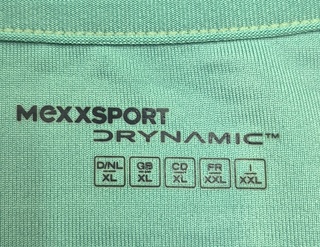 MeXXSPORT
DRYNAMIC™
D/NL GB CD FR I
XL XL XL XXL XXL